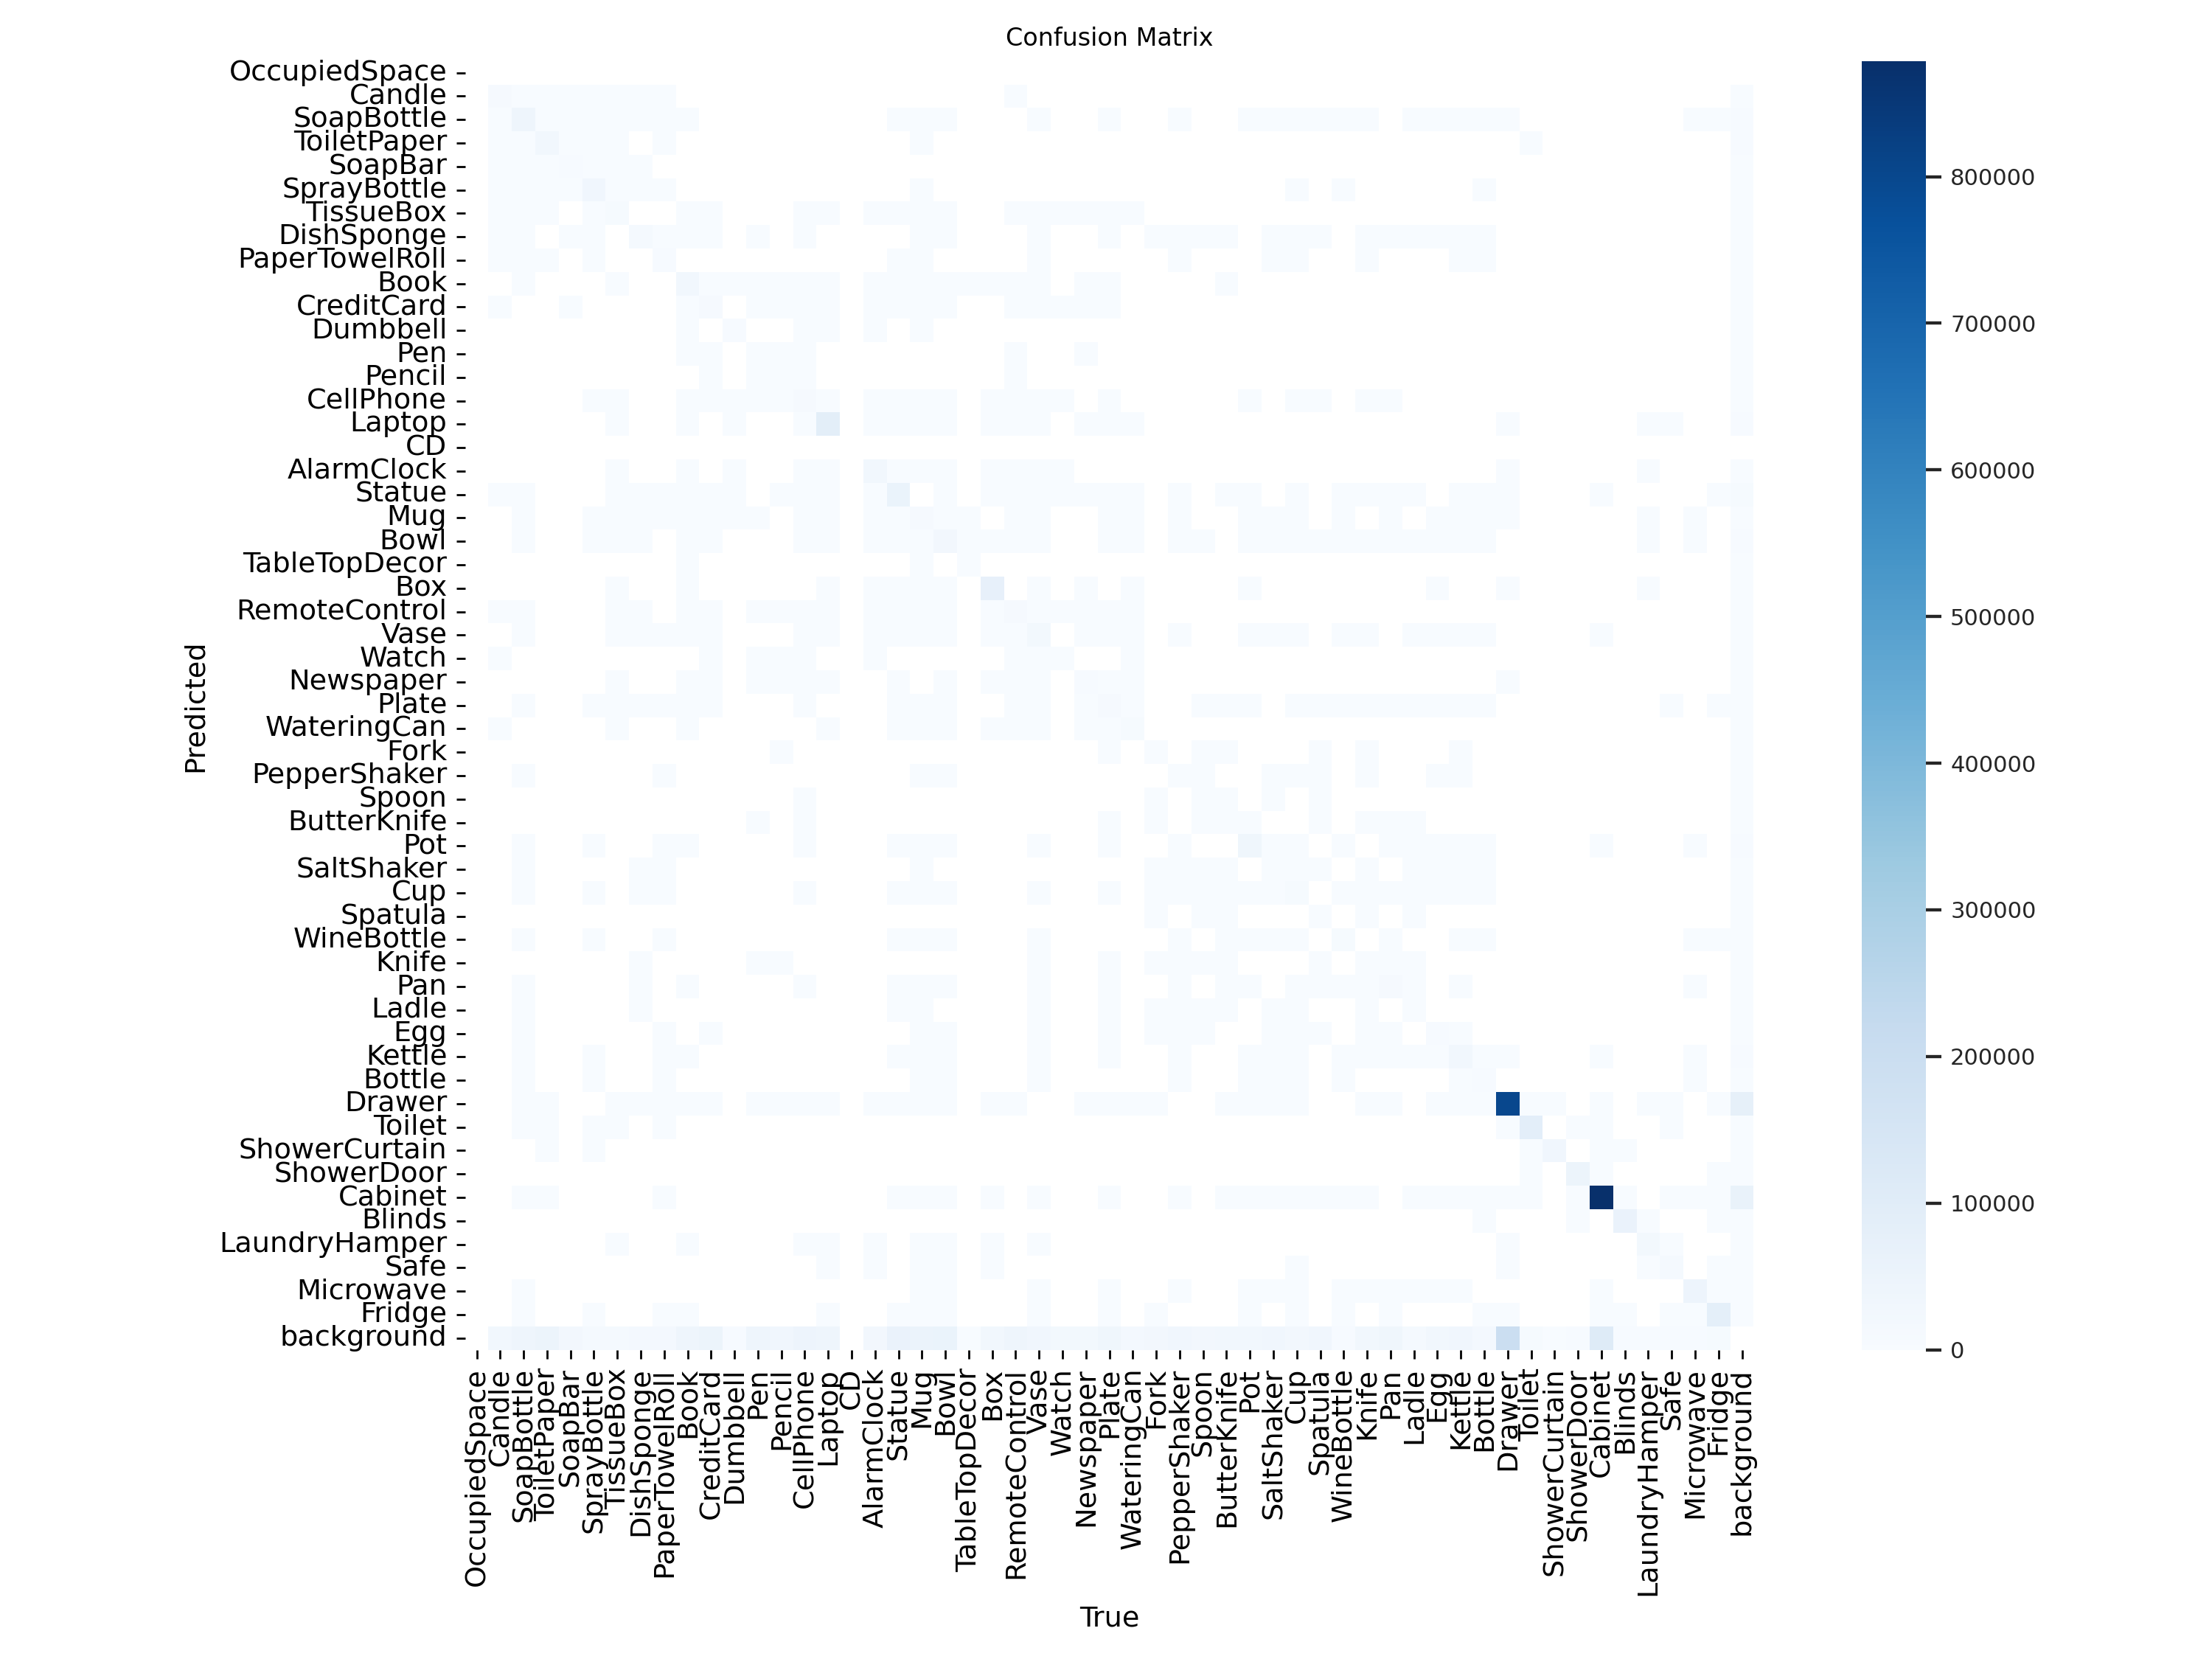 Confusion Matrix
OccupiedSpace
Candle
SoapBottle
ToiletPaper
SoapBar
SprayBottle
TissueBox
DishSponge
PaperTowelRoll
Book
CreditCard
Dumbbell
Pen
Pencil
CellPhone
Laptop
CD
AlarmClock
Statue
Mug
Bowl
TableTopDecor
Box
RemoteControl
Vase
Watch
Newspaper
Plate
WateringCan
Fork
PepperShaker
Spoon
ButterKnife
Pot
SaltShaker
Cup
Spatula
WineBottle
Knife
Pan
Ladle
Egg
Kettle
Bottle
Drawer
Toilet
ShowerCurtain
ShowerDoor
Cabinet
Blinds
LaundryHamper
Safe
Microwave
Fridge
background
Predicted
OccupiedSpace
Candle
SoapBottle
ToiletPaper
SoapBar
SprayBottle
TissueBox
DishSponge
PaperTowelRoll
Book
CreditCard
Dumbbell
Pen
Pencil
CellPhone
Laptop
CD
AlarmClock
Statue
Mug
Bowl
TableTopDecor
Box
RemoteControl
Vase
Watch
Newspaper
Plate
WateringCan
Fork
PepperShaker
Spoon
ButterKnife
Pot
SaltShaker
Cup
Spatula
WineBottle
Knife
Pan
Ladle
Egg
Kettle
Bottle
Drawer
Toilet
ShowerCurtain
ShowerDoor
Cabinet
Blinds
LaundryHamper
Safe
Microwave
Fridge
background
True
800000
700000
600000
500000
400000
300000
200000
100000
0